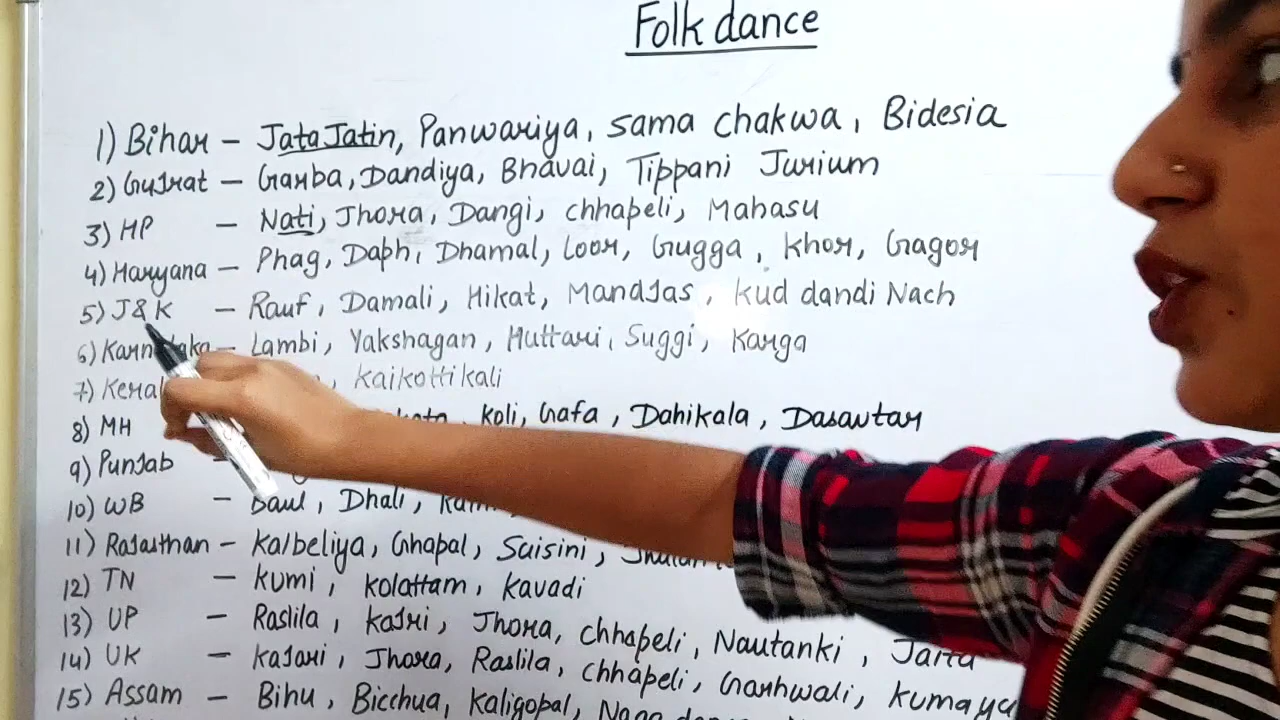 Folk dance
1) Bihar - Jata Jatin, Panwariya, Sama chakwa, Bidesia
2) Gujrat - Garba, Dandiya, Bhavai, Tippani Jurium
3) HP - Nati, Jhora, Dangi, chhapeli, Mahasu
4) Haryana - Phag, Daph, Dhamal, Loor, Gugga, Khor, Gagor
5) J&K - Rauf, Damali, Hikat, Mandjas, kud dandi Nach
6) Karnataka - Lambi, Yakshagan, Huttari, Suggi, Karga
7) Keral , Kaikottikali
8) MH Koli, Gafa, Dahikala, Dasavtar
9) Punjab -
10) WB - Baul, Dhali,
11) Rajasthan - Kalbeliya, Ghapal, Suisini,
12) TN - Kumi, Kolattam, Kavadi
13) UP - Raslila, Kajri, Jhora, Chhapeli, Nautanki, Jaita
14) UK - Kajari, Jhora, Raslila, Chhapeli, Garhwali, Kumayu
15) Assam - Bihu, Bicchua, Kaligopal, Naga